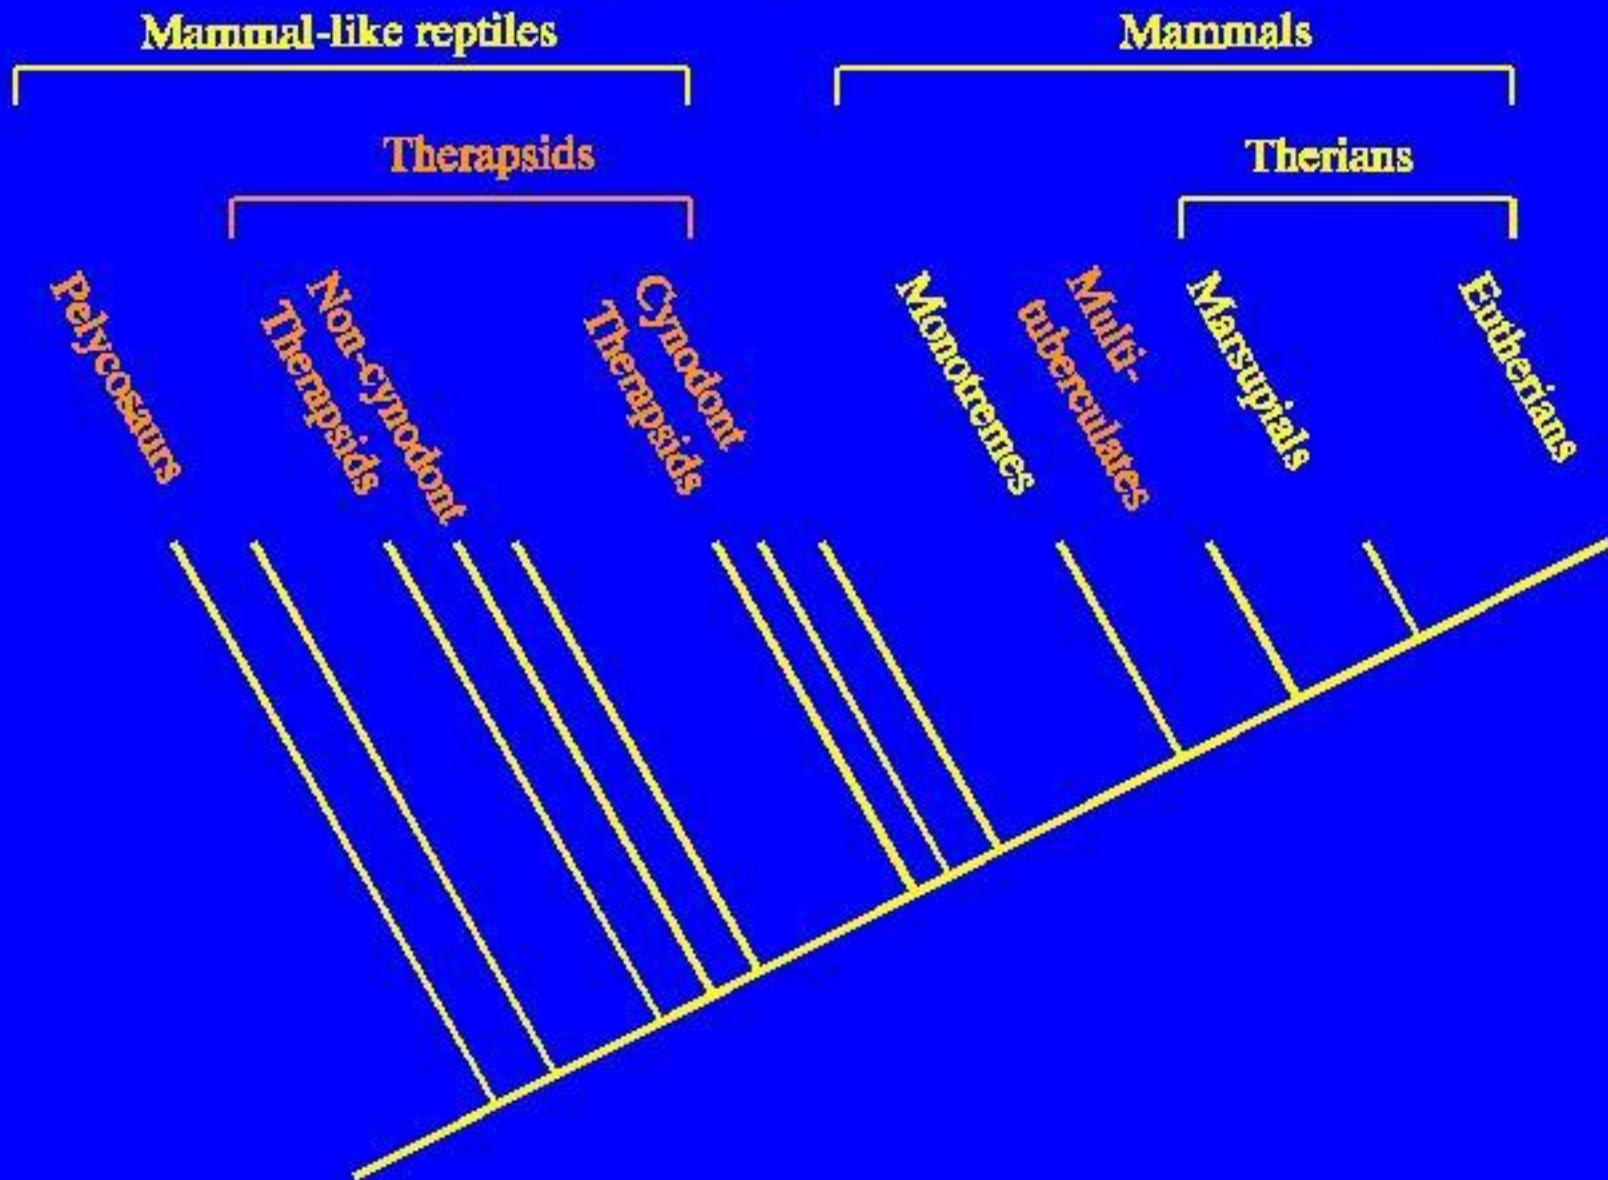 Mammal-like reptiles
Mammals
Therapsids
Therians
Pelycosaurs
Non-cynodont
Therapsids
Cynodont
Therapsids
Monotremes
Multi-
tuberculates
Marsupials
Eutherians